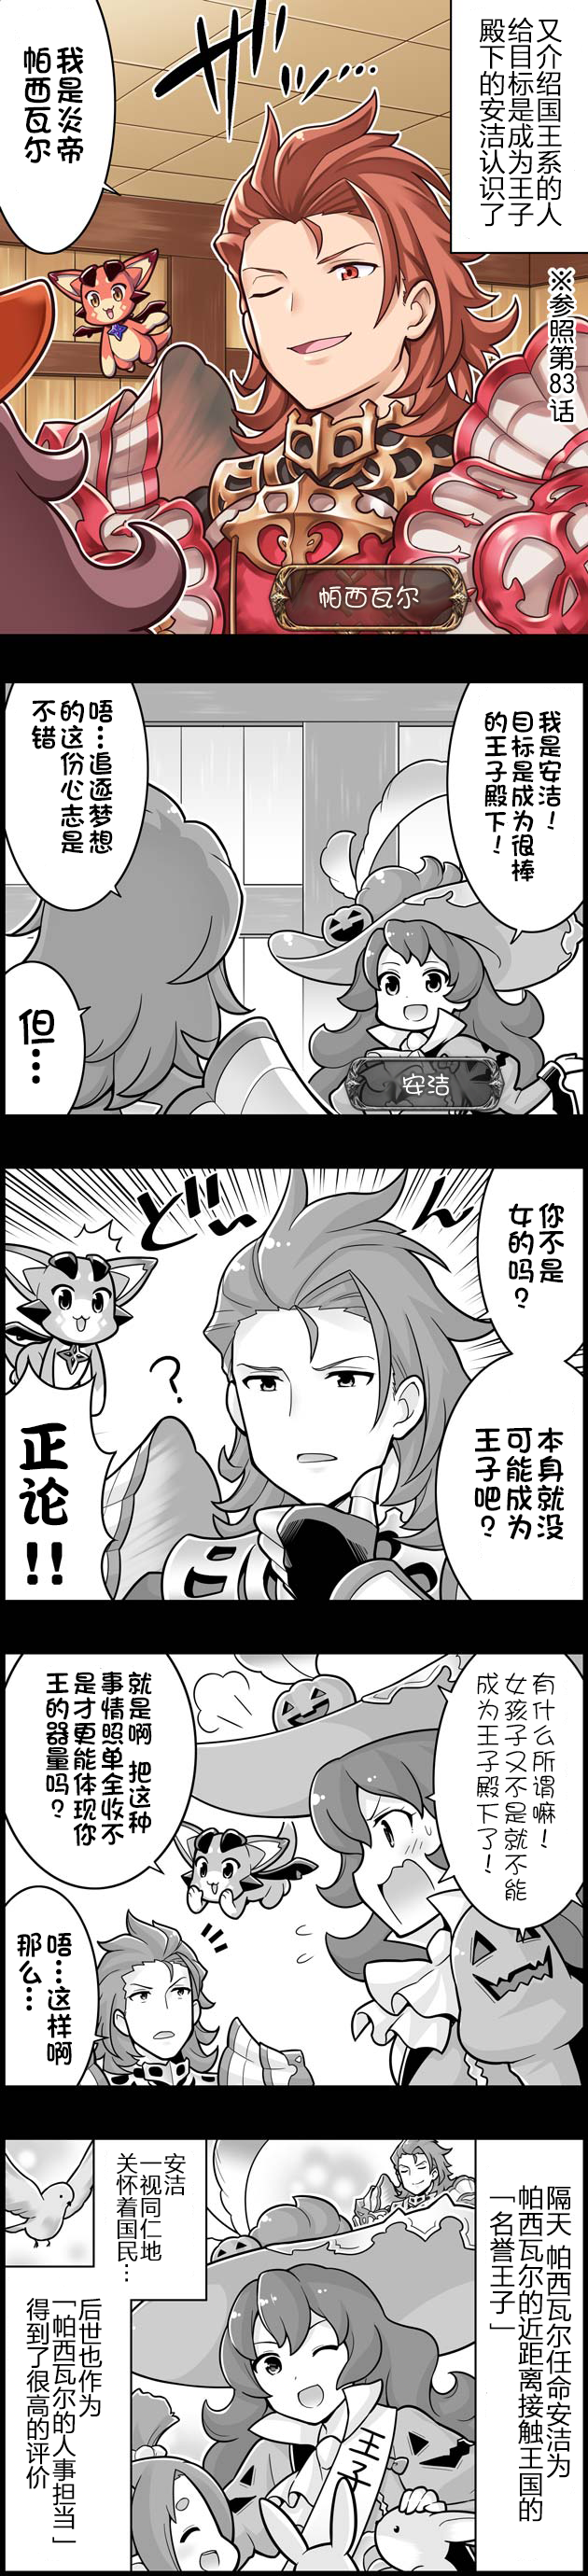 又介绍国王系的人
给目标是成为王子
殿下的安洁认识了
※参照第83话
我是炎帝
帕西瓦尔
帕西瓦尔
我是安洁！
目标是成为很棒
的王子殿下！
安洁
唔…追逐梦想
的这份心志是
不错
但…
你不是
女的吗？
どーん
本身就没
可能成为
王子吧？
？
正论!!
有什么所谓嘛！
女孩子又不是就不能
成为王子殿下了！
就是啊 把这种
事情照单全收不
是才更能体现你
王的器量吗？
唔…这样啊
那么…
隔天 帕西瓦尔任命安洁为
帕西瓦尔的近距离接触王国的
「名誉王子」
王子
安洁
一视同仁地
关怀着国民…
后世也作为
「帕西瓦尔的人事担当」
得到了很高的评价